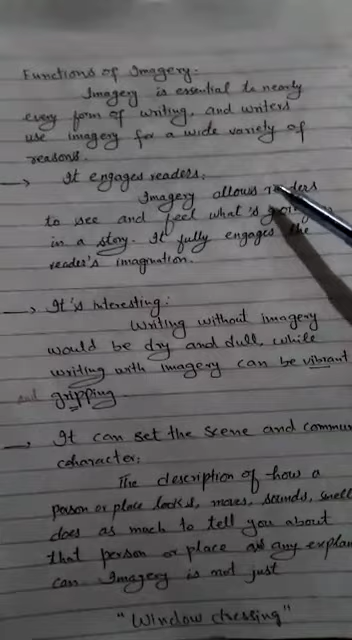 Functions of Imagery:
Imagery is essential to nearly
every form of writing, and writers
use imagery for a wide variety of
reasons.
→ It engages readers:
Imagery allows readers
to see and feel what's going
in a story. It fully engages the
reader's imagination.
→ It's interesting:
Writing without imagery
would be dry and dull, while
writing with imagery can be vibrant
and gripping.
→ It can set the scene and commun
character:
The description of how a
person or place looks, moves, sounds, smell
does as much to tell you about
that person or place as any explan
can. Imagery is not just
"Window dressing"